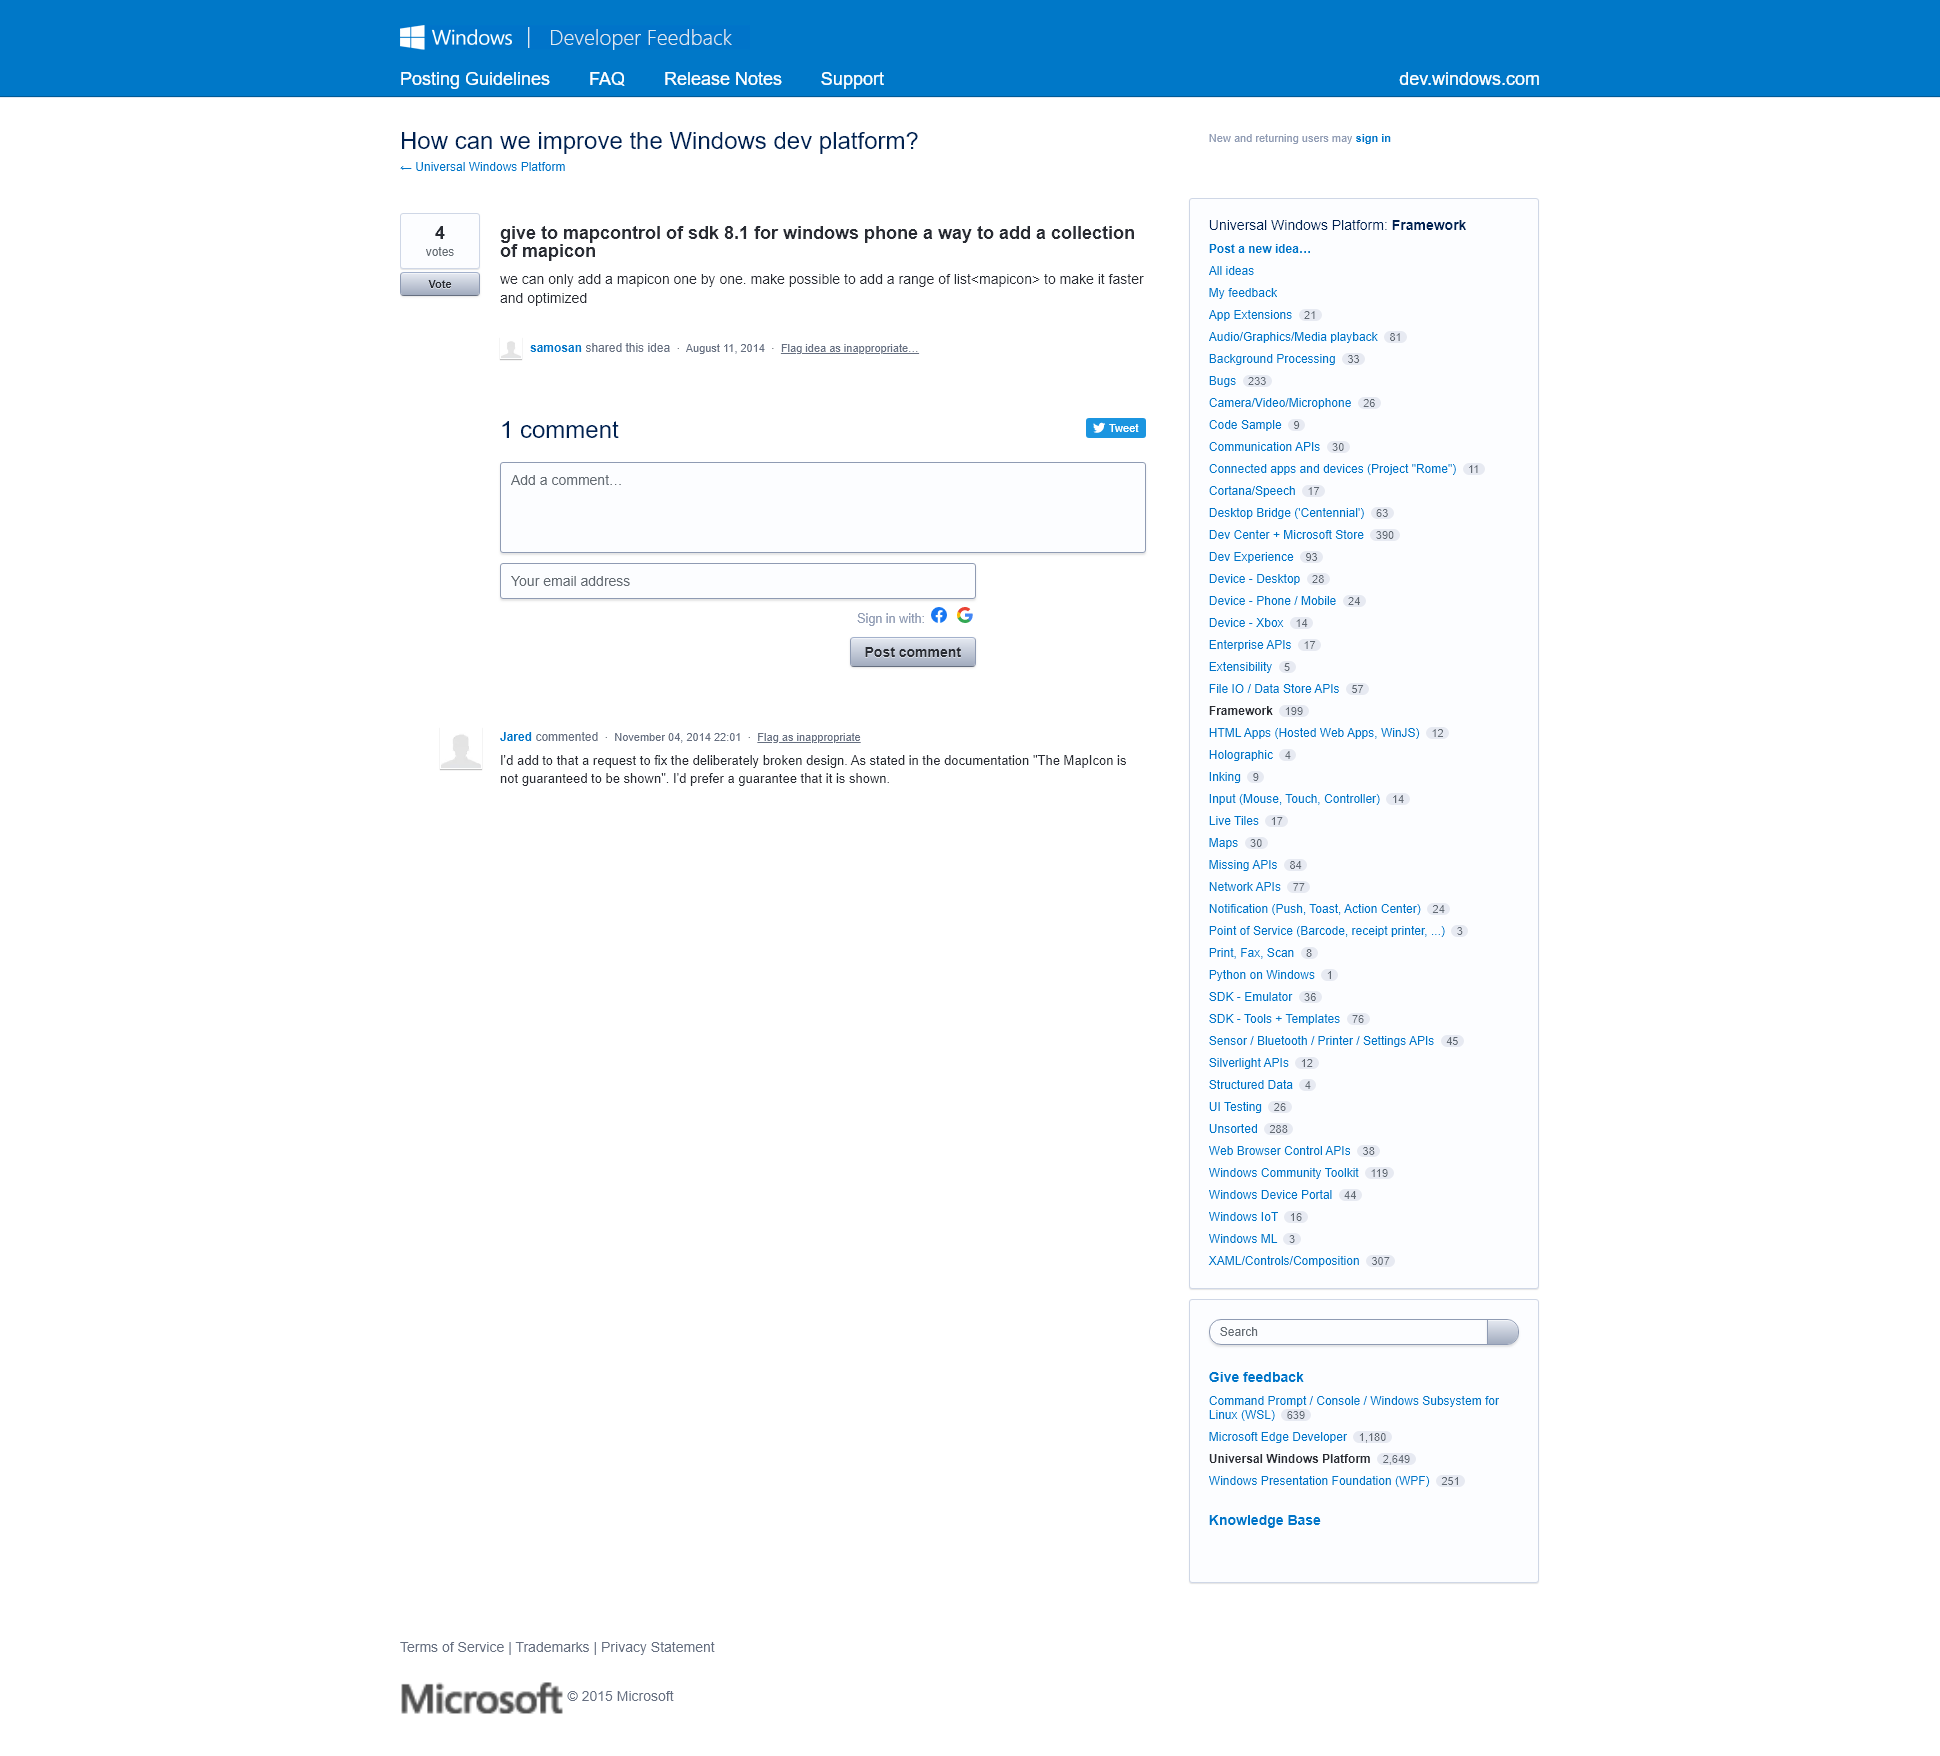 Windows | Developer Feedback
Posting Guidelines FAQ Release Notes Support dev.windows.com
How can we improve the Windows dev platform?
← Universal Windows Platform
New and returning users may sign in
4
votes
Vote
give to mapcontrol of sdk 8.1 for windows phone a way to add a collection
of mapicon
we can only add a mapicon one by one. make possible to add a range of list<mapicon> to make it faster
and optimized
samosan shared this idea · August 11, 2014 · Flag idea as inappropriate…
1 comment
Tweet
Add a comment…
Your email address
Sign in with:
Post comment
Jared commented · November 04, 2014 22:01 · Flag as inappropriate
I'd add to that a request to fix the deliberately broken design. As stated in the documentation "The MapIcon is
not guaranteed to be shown". I'd prefer a guarantee that it is shown.
Universal Windows Platform: Framework
Post a new idea…
All ideas
My feedback
App Extensions 21
Audio/Graphics/Media playback 81
Background Processing 33
Bugs 233
Camera/Video/Microphone 26
Code Sample 9
Communication APIs 30
Connected apps and devices (Project "Rome") 11
Cortana/Speech 17
Desktop Bridge ('Centennial') 63
Dev Center + Microsoft Store 390
Dev Experience 93
Device - Desktop 28
Device - Phone / Mobile 24
Device - Xbox 14
Enterprise APIs 17
Extensibility 5
File IO / Data Store APIs 57
Framework 199
HTML Apps (Hosted Web Apps, WinJS) 12
Holographic 4
Inking 9
Input (Mouse, Touch, Controller) 14
Live Tiles 17
Maps 30
Missing APIs 84
Network APIs 77
Notification (Push, Toast, Action Center) 24
Point of Service (Barcode, receipt printer, ...) 3
Print, Fax, Scan 8
Python on Windows 1
SDK - Emulator 36
SDK - Tools + Templates 76
Sensor / Bluetooth / Printer / Settings APIs 45
Silverlight APIs 12
Structured Data 4
UI Testing 26
Unsorted 288
Web Browser Control APIs 38
Windows Community Toolkit 119
Windows Device Portal 44
Windows IoT 16
Windows ML 3
XAML/Controls/Composition 307
Search
Give feedback
Command Prompt / Console / Windows Subsystem for
Linux (WSL) 639
Microsoft Edge Developer 1,180
Universal Windows Platform 2,649
Windows Presentation Foundation (WPF) 251
Knowledge Base
Terms of Service | Trademarks | Privacy Statement
Microsoft © 2015 Microsoft